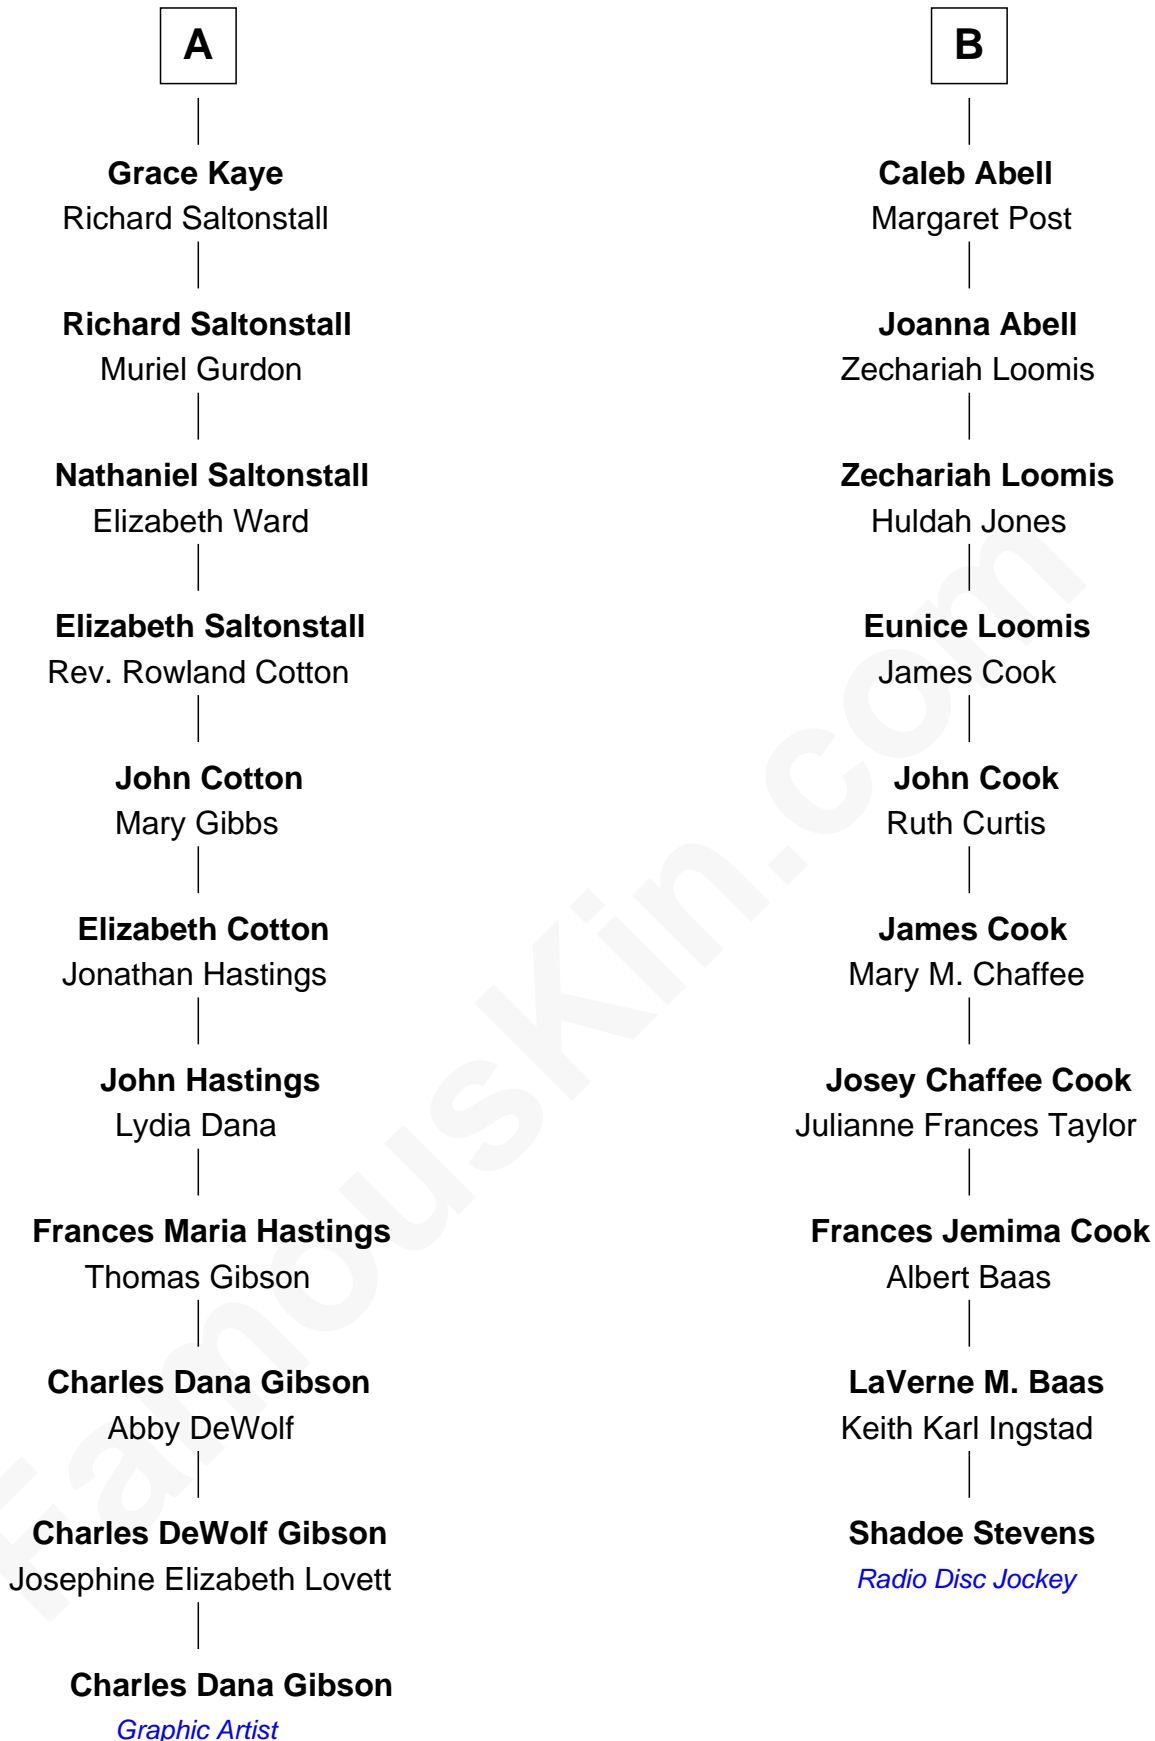 A
Grace Kaye
Richard Saltonstall
Richard Saltonstall
Muriel Gurdon
Nathaniel Saltonstall
Elizabeth Ward
Elizabeth Saltonstall
Rev. Rowland Cotton
John Cotton
Mary Gibbs
Elizabeth Cotton
Jonathan Hastings
John Hastings
Lydia Dana
Frances Maria Hastings
Thomas Gibson
Charles Dana Gibson
Abby DeWolf
Charles DeWolf Gibson
Josephine Elizabeth Lovett
Charles Dana Gibson
Graphic Artist
B
Caleb Abell
Margaret Post
Joanna Abell
Zechariah Loomis
Zechariah Loomis
Huldah Jones
Eunice Loomis
James Cook
John Cook
Ruth Curtis
James Cook
Mary M. Chaffee
Josey Chaffee Cook
Julianne Frances Taylor
Frances Jemima Cook
Albert Baas
LaVerne M. Baas
Keith Karl Ingstad
Shadoe Stevens
Radio Disc Jockey
FamousKin.com